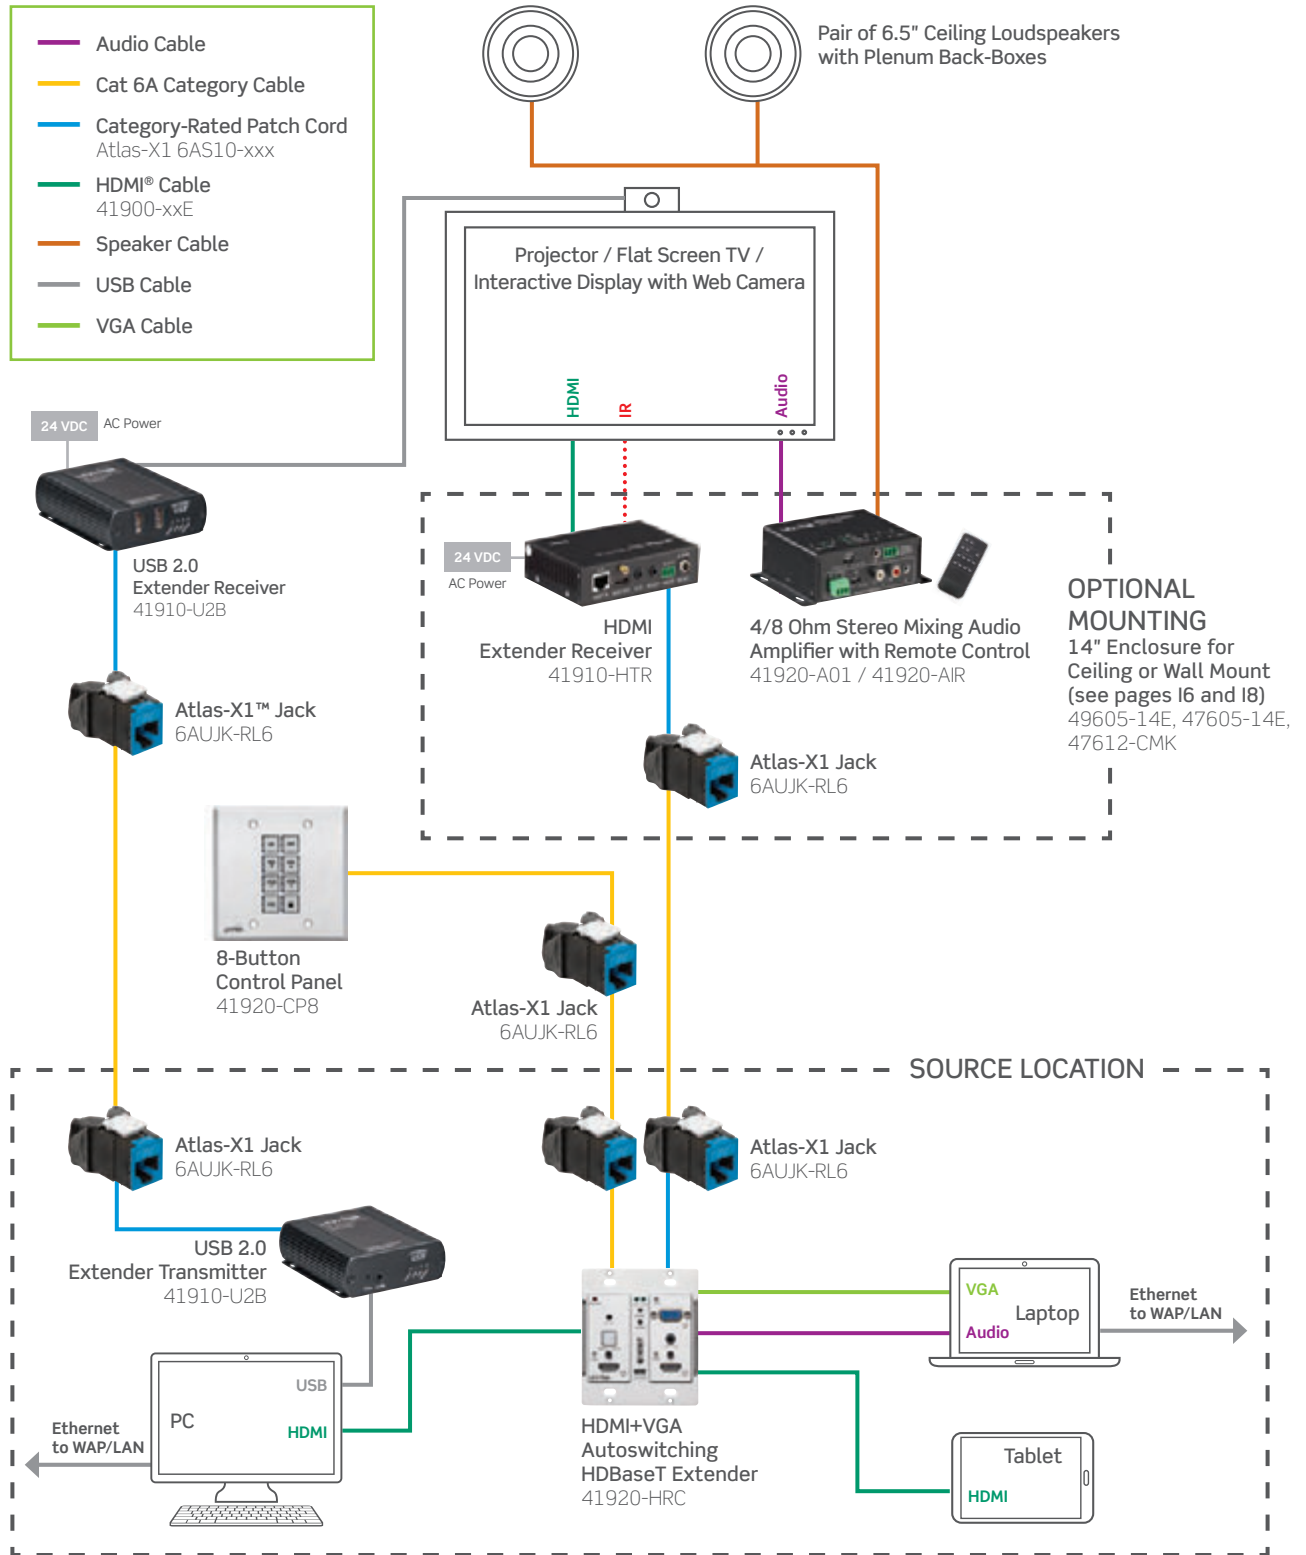 Audio Cable
Cat 6A Category Cable
Category-Rated Patch Cord
Atlas-X1 6AS10-xxx
HDMI® Cable
41900-xxE
Speaker Cable
USB Cable
VGA Cable
Pair of 6.5" Ceiling Loudspeakers
with Plenum Back-Boxes
Projector / Flat Screen TV /
Interactive Display with Web Camera
HDMI
IR
Audio
24 VDC
AC Power
USB 2.0
Extender Receiver
41910-U2B
24 VDC
AC Power
HDMI
Extender Receiver
41910-HTR
4/8 Ohm Stereo Mixing Audio
Amplifier with Remote Control
41920-A01 / 41920-AIR
OPTIONAL
MOUNTING
14" Enclosure for
Ceiling or Wall Mount
(see pages I6 and I8)
49605-14E, 47605-14E,
47612-CMK
Atlas-X1™ Jack
6AUJK-RL6
Atlas-X1 Jack
6AUJK-RL6
8-Button
Control Panel
41920-CP8
Atlas-X1 Jack
6AUJK-RL6
SOURCE LOCATION
Atlas-X1 Jack
6AUJK-RL6
Atlas-X1 Jack
6AUJK-RL6
USB 2.0
Extender Transmitter
41910-U2B
VGA
Laptop
Audio
Ethernet
to WAP/LAN
USB
PC
HDMI
Ethernet
to WAP/LAN
HDMI+VGA
Autoswitching
HDBaseT Extender
41920-HRC
Tablet
HDMI